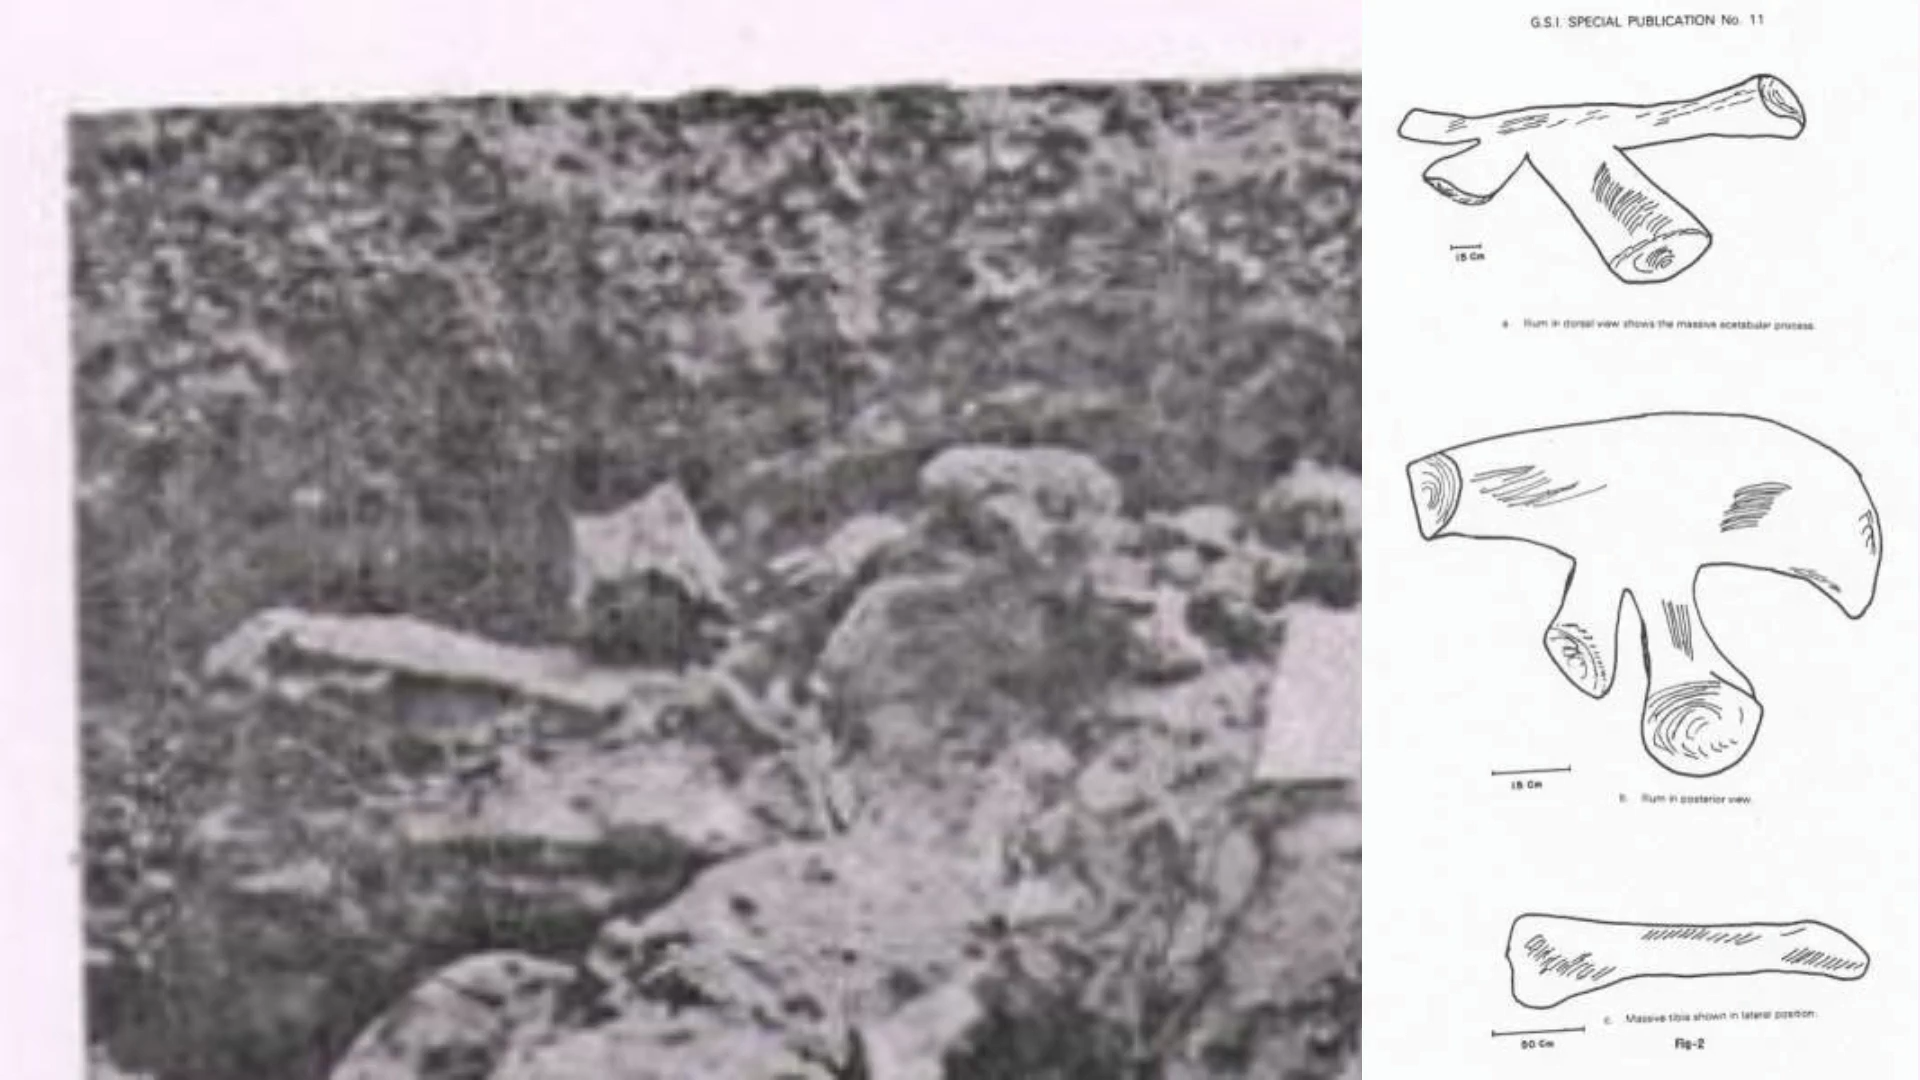 G.S.I. SPECIAL PUBLICATION No. 11
15 Cm
a Ilium in dorsal view shows the massive acetabular process.
15 Cm
b. Ilium in posterior view.
c. Massive tibia shown in lateral position.
50 Cm
Fig-2